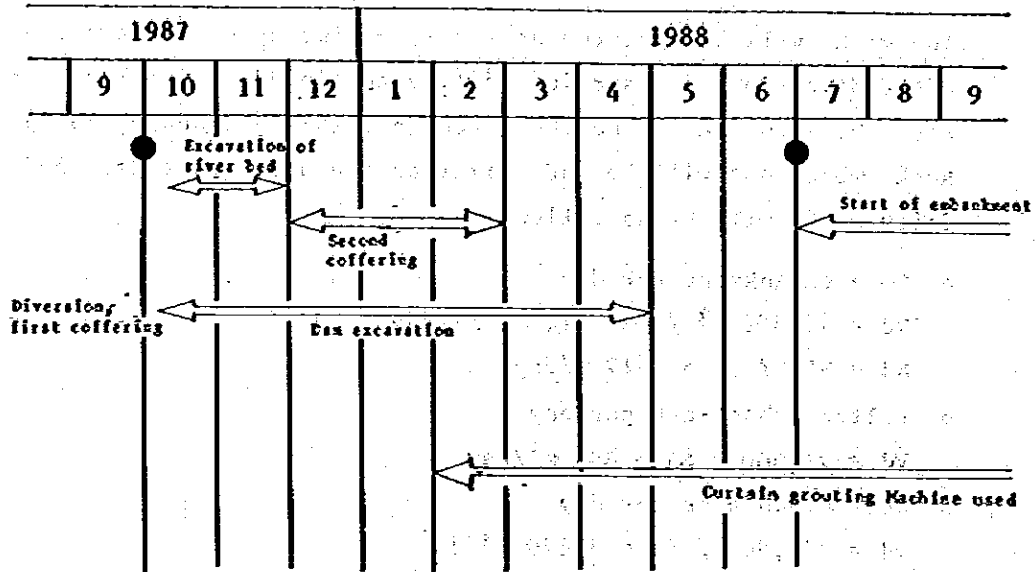 1987 1988
9 10 11 12 1 2 3 4 5 6 7 8 9
Excavation of
river bed
Start of embankment
Second
coffering
Diversion,
first coffering
Dam excavation
Curtain grouting Machine used